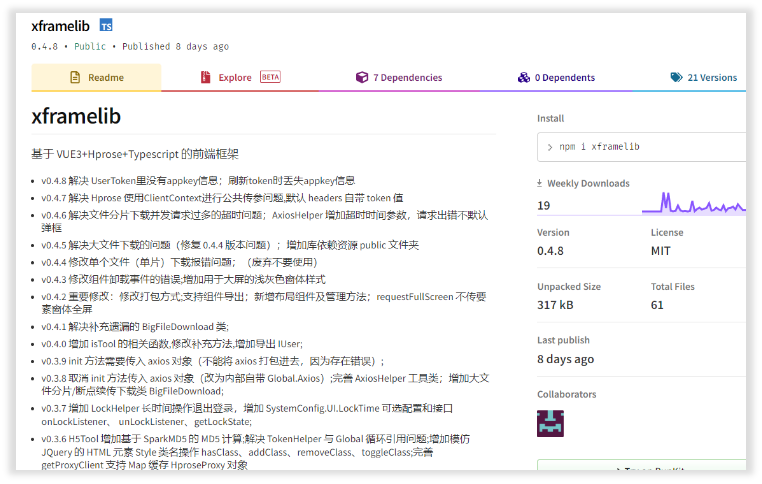 xframelib TS
0.4.8 • Public • Published 8 days ago
Readme
Explore BETA
7 Dependencies
0 Dependents
21 Versions
xframelib
基于 VUE3+Hprose+Typescript 的前端框架
• v0.4.8 解决 UserToken里没有appkey信息；刷新token时丢失appkey信息
• v0.4.7 解决 Hprose 使用ClientContext进行公共传参问题,默认 headers 自带 token 值
• v0.4.6 解决文件分片下载并发请求过多的超时问题；AxiosHelper 增加超时时间参数，请求出错不默认
弹框
• v0.4.5 解决大文件下载的问题（修复 0.4.4 版本问题）；增加库依赖资源 public 文件夹
• v0.4.4 修改单个文件（单片）下载报错问题；（废弃不要使用）
• v0.4.3 修改组件卸载事件的错误;增加用于大屏的浅灰色窗体样式
• v0.4.2 重要修改：修改打包方式;支持组件导出；新增布局组件及管理方法；requestFullScreen 不传要
素窗体全屏
• v0.4.1 解决补充遗漏的 BigFileDownload 类;
• v0.4.0 增加 isTool 的相关函数,修改补充方法,增加导出 IUser;
• v0.3.9 init 方法需要传入 axios 对象（不能将 axios 打包进去，因为存在错误）;
• v0.3.8 取消 init 方法传入 axios 对象（改为内部自带 Global.Axios）;完善 AxiosHelper 工具类；增加大文
件分片/断点续传下载类 BigFileDownload;
• v0.3.7 增加 LockHelper 长时间操作退出登录，增加 SystemConfig.UI.LockTime 可选配置和接口
onLockListener、 unLockListener、getLockState;
• v0.3.6 H5Tool 增加基于 SparkMD5 的 MD5 计算;解决 TokenHelper 与 Global 循环引用问题;增加模仿
JQuery 的 HTML 元素 Style 类名操作 hasClass、addClass、removeClass、toggleClass;完善
getProxyClient 支持 Map 缓存 HproseProxy 对象
Install
> npm i xframelib
Weekly Downloads
19
Version
License
0.4.8
MIT
Unpacked Size
Total Files
317 kB
61
Last publish
8 days ago
Collaborators